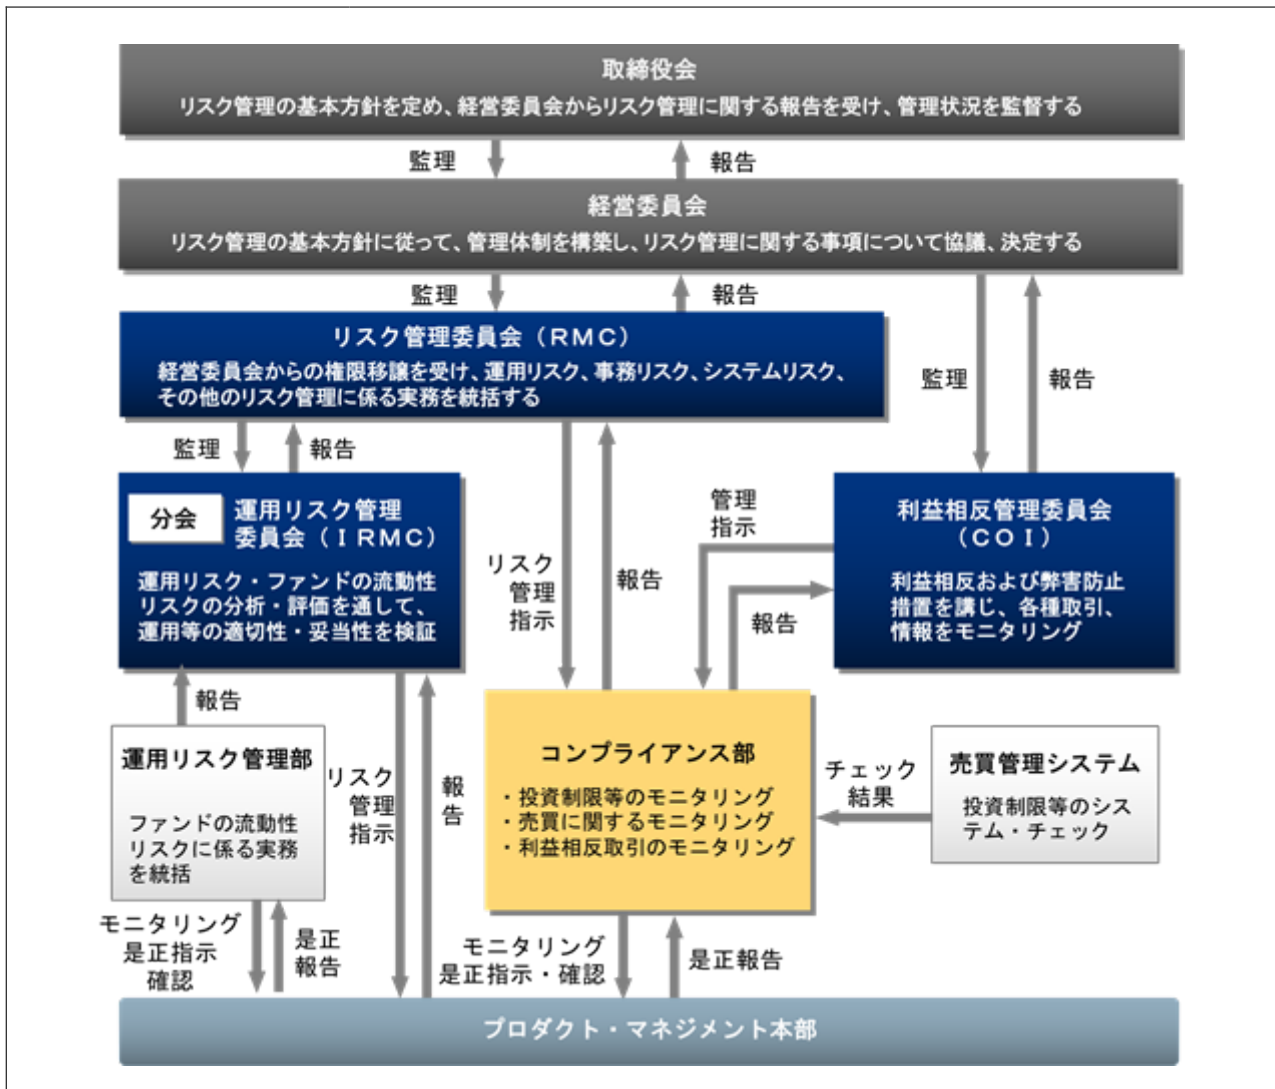 取締役会
リスク管理の基本方針を定め、経営委員会からリスク管理に関する報告を受け、管理状況を監督する
監理
報告
経営委員会
リスク管理の基本方針に従って、管理体制を構築し、リスク管理に関する事項について協議、決定する
監理
報告
リスク管理委員会（ＲＭＣ）
経営委員会からの権限移譲を受け、運用リスク、事務リスク、システムリスク、
その他のリスク管理に係る実務を統括する
監理
報告
監理
報告
分会
運用リスク管理
委員会（ＩＲＭＣ）
運用リスク・ファンドの流動性
リスクの分析・評価を通して、
運用等の適切性・妥当性を検証
リスク
管理
指示
報告
管理
指示
報告
利益相反管理委員会
（ＣＯＩ）
利益相反および弊害防止
措置を講じ、各種取引、
情報をモニタリング
報告
運用リスク管理部
ファンドの流動性
リスクに係る実務
を統括
リスク
管理
指示
報告
コンプライアンス部
・投資制限等のモニタリング
・売買に関するモニタリング
・利益相反取引のモニタリング
チェック
結果
売買管理システム
投資制限等のシス
テム・チェック
モニタリング
是正指示
確認
是正
報告
モニタリング
是正指示・確認
是正報告
プロダクト・マネジメント本部